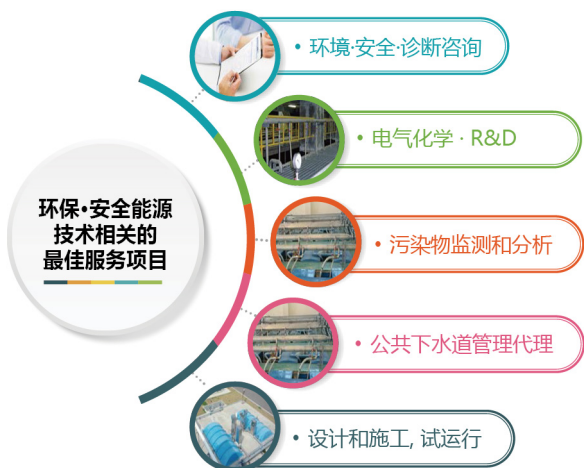 环保•安全能源
技术相关的
最佳服务项目
• 环境·安全·诊断咨询
• 电气化学 · R&D
• 污染物监测和分析
• 公共下水道管理代理
• 设计和施工, 试运行